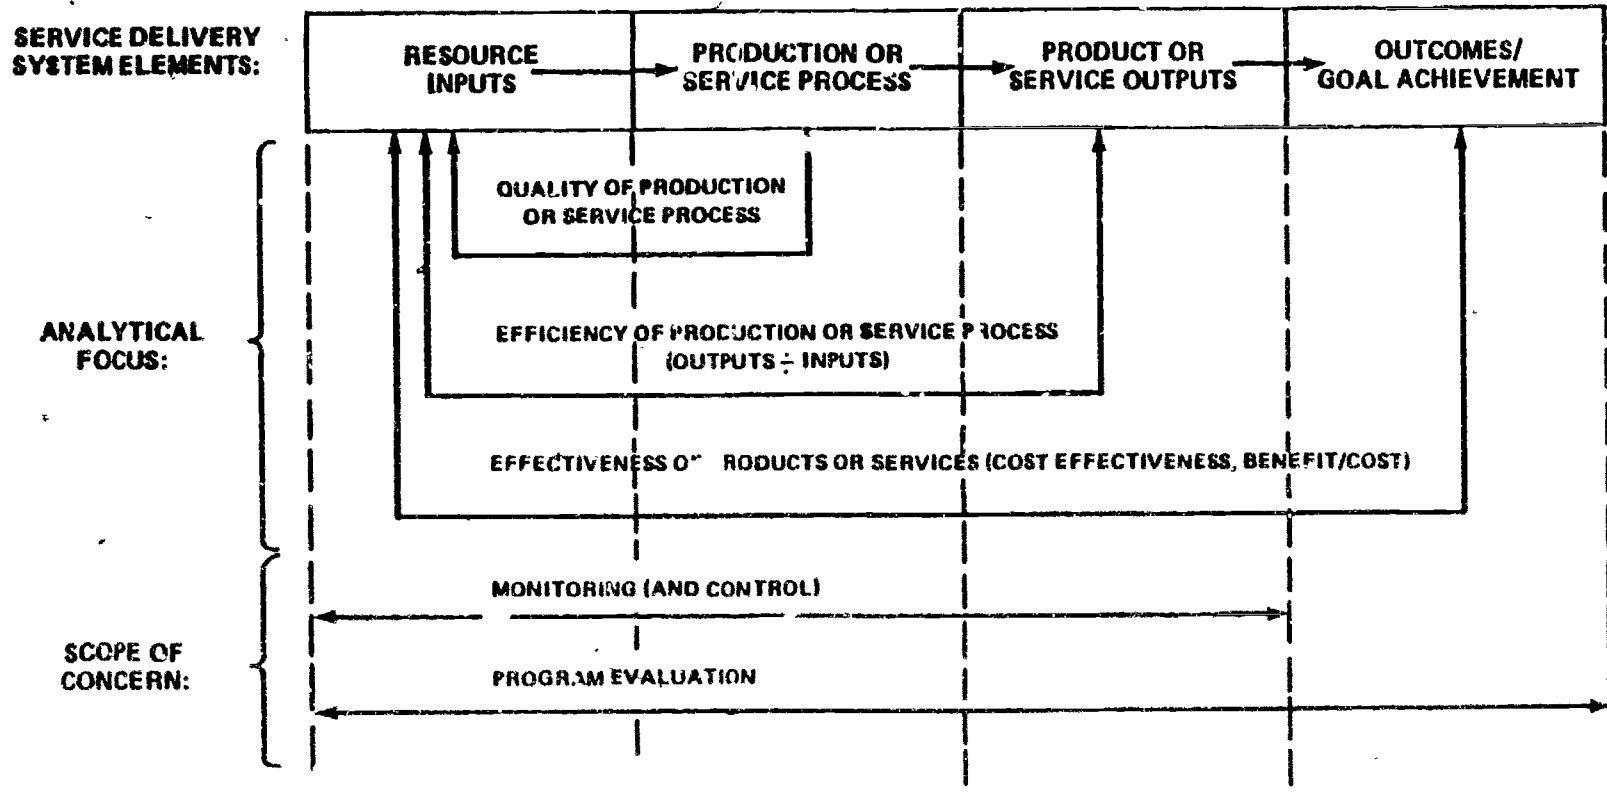 SERVICE DELIVERY
SYSTEM ELEMENTS:
RESOURCE
INPUTS
PRODUCTION OR
SERVICE PROCESS
PRODUCT OR
SERVICE OUTPUTS
OUTCOMES/
GOAL ACHIEVEMENT
ANALYTICAL
FOCUS:
QUALITY OF PRODUCTION
OR SERVICE PROCESS
EFFICIENCY OF PRODUCTION OR SERVICE PROCESS
(OUTPUTS ÷ INPUTS)
EFFECTIVENESS OF RODUCTS OR SERVICES (COST EFFECTIVENESS, BENEFIT/COST)
SCOPE OF
CONCERN:
MONITORING (AND CONTROL)
PROGRAM EVALUATION